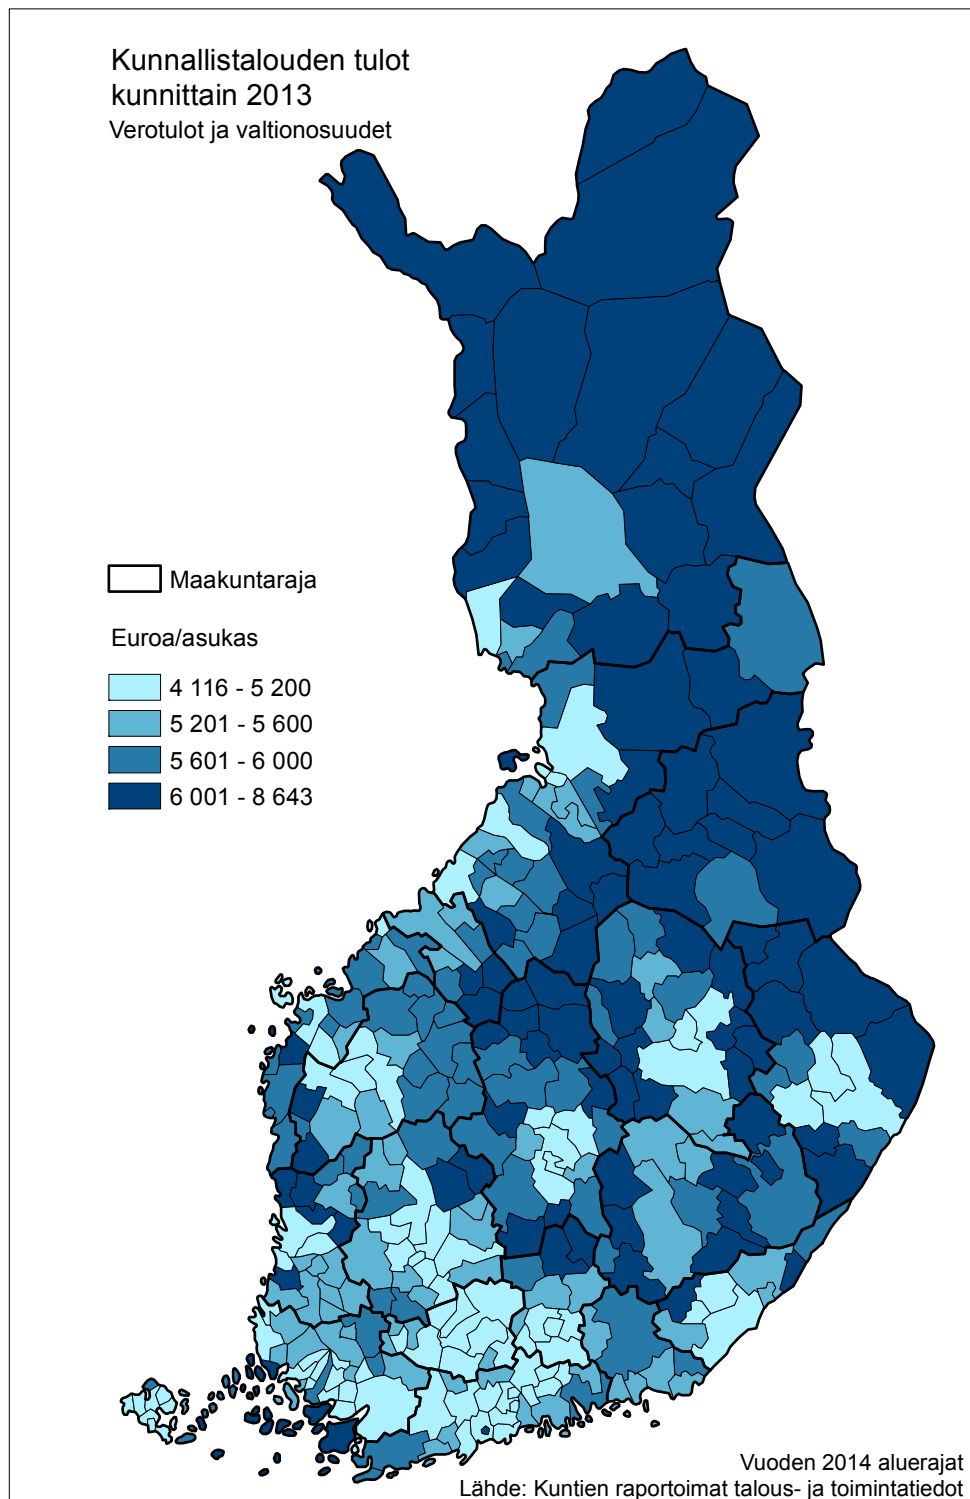 Kunnallistalouden tulot
kunnittain 2013
Verotulot ja valtionosuudet
Maakuntaraja
Euroa/asukas
4 116 - 5 200
5 201 - 5 600
5 601 - 6 000
6 001 - 8 643
Vuoden 2014 aluerajat
Lähde: Kuntien raportoimat talous- ja toimintatiedot